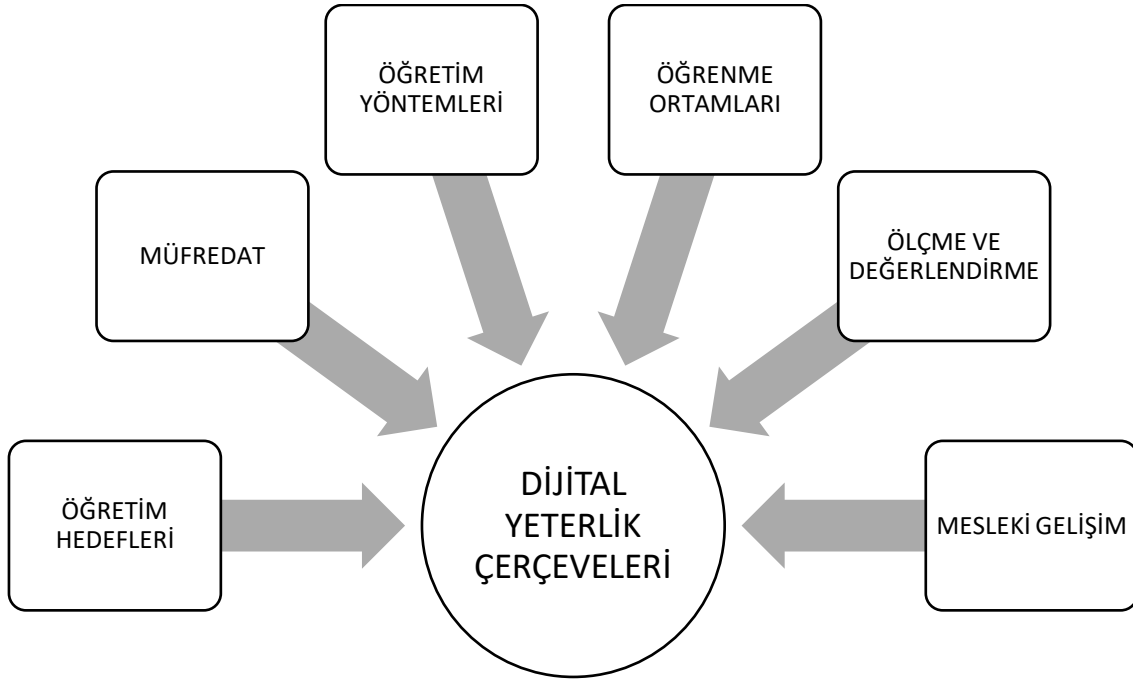 ÖĞRETİM
YÖNTEMLERİ
ÖĞRENME
ORTAMLARI
MÜFREDAT
ÖLÇME VE
DEĞERLENDİRME
ÖĞRETİM
HEDEFLERİ
DİJİTAL
YETERLİK
ÇERÇEVELERİ
MESLEKİ GELİŞİM